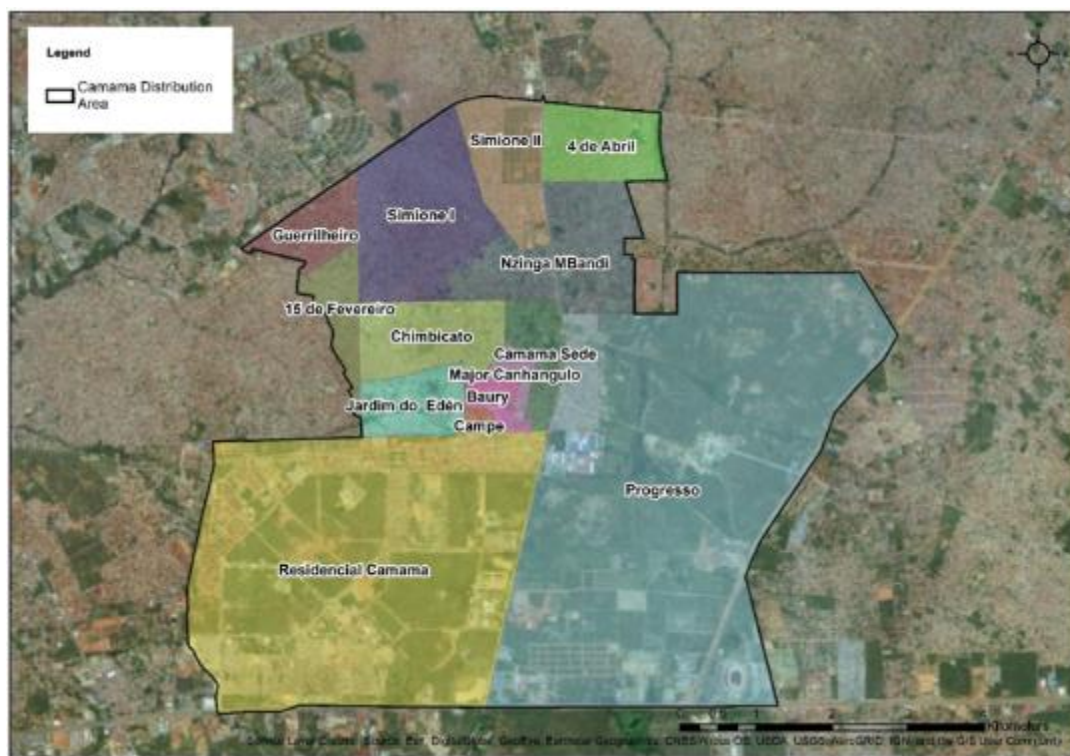 Legend
Camama Distribution
Area
Simione II
4 de Abril
Simione I
Guerrilheiro
Nzinga MBandi
15 de Fevereiro
Chimbicato
Camama Sede
Major Canhangulo
Baury
Jardim do Edén
Campe
Progresso
Residencial Camama
Kilometers